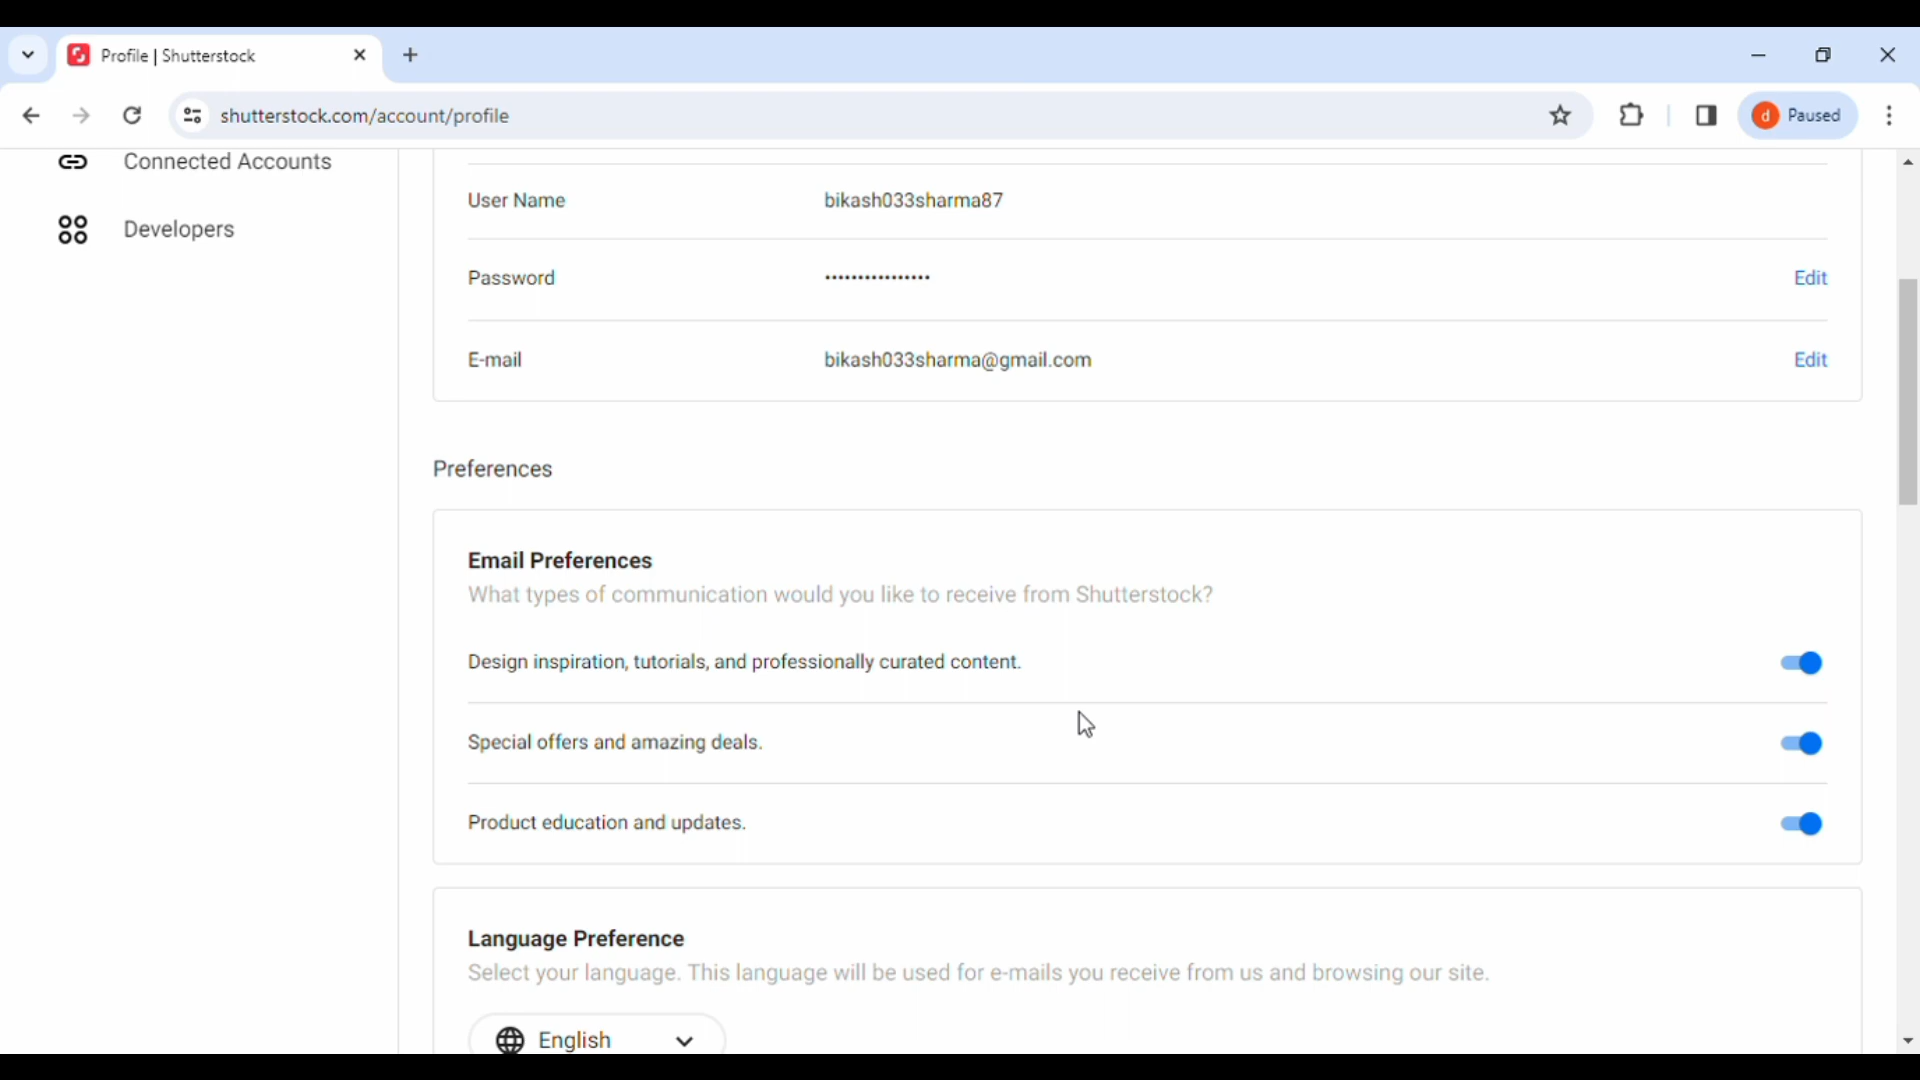 Profile | Shutterstock
shutterstock.com/account/profile
d Paused
Connected Accounts
Developers
User Name bikash033sharma87
Password •••••••••••••••• Edit
E-mail bikash033sharma@gmail.com Edit
Preferences
Email Preferences
What types of communication would you like to receive from Shutterstock?
Design inspiration, tutorials, and professionally curated content.
Special offers and amazing deals.
Product education and updates.
Language Preference
Select your language. This language will be used for e-mails you receive from us and browsing our site.
English